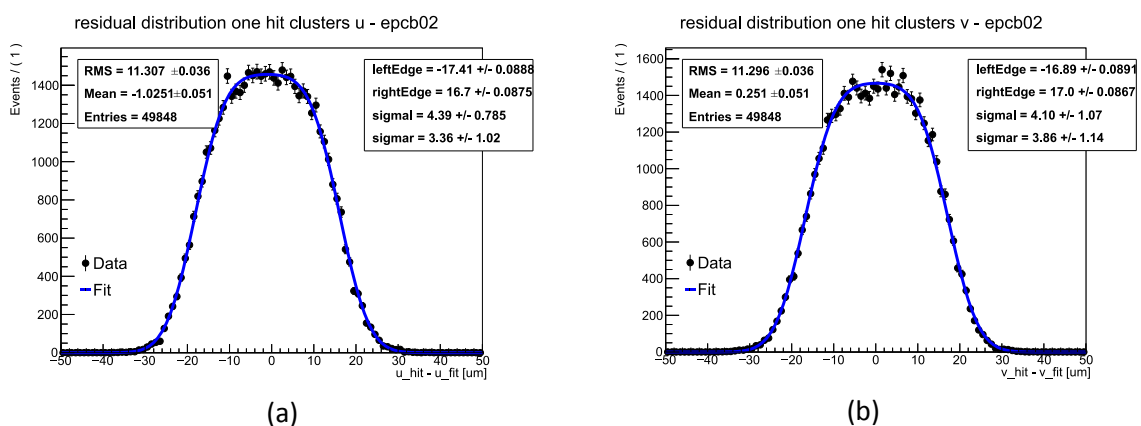 residual distribution one hit clusters u - epcb02
Events / ( 1 )
RMS = 11.307 ±0.036
Mean = -1.0251±0.051
Entries = 49848
leftEdge = -17.41 +/- 0.0888
rightEdge = 16.7 +/- 0.0875
sigmal = 4.39 +/- 0.785
sigmar = 3.36 +/- 1.02
1400
1200
1000
800
600
400
200
0
Data
Fit
−50 −40 −30 −20 −10 0 10 20 30 40 50
u_hit - u_fit [um]
(a)
residual distribution one hit clusters v - epcb02
Events / ( 1 )
RMS = 11.296 ±0.036
Mean = 0.251 ±0.051
Entries = 49848
leftEdge = -16.89 +/- 0.0891
rightEdge = 17.0 +/- 0.0867
sigmal = 4.10 +/- 1.07
sigmar = 3.86 +/- 1.14
1600
1400
1200
1000
800
600
400
200
0
Data
Fit
−50 −40 −30 −20 −10 0 10 20 30 40 50
v_hit - v_fit [um]
(b)